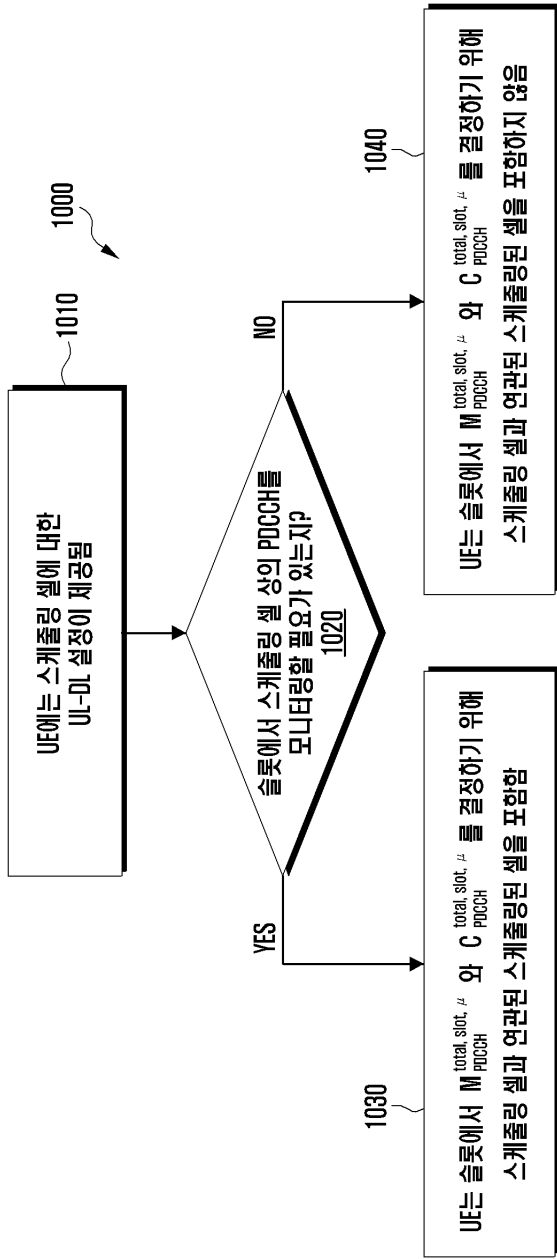 1000
1010
UE에는 스케줄링 셀에 대한
UL-DL 설정이 제공됨
슬롯에서 스케줄링 셀 상의 PDCCH를
모니터링할 필요가 있는지?
1020
YES
NO
1030
UE는 슬롯에서 M total, slot, μ PDCCH 와 C total, slot, μ PDCCH 를 결정하기 위해
스케줄링 셀과 연관된 스케줄링된 셀을 포함함
1040
UE는 슬롯에서 M total, slot, μ PDCCH 와 C total, slot, μ PDCCH 를 결정하기 위해
스케줄링 셀과 연관된 스케줄링된 셀을 포함하지 않음